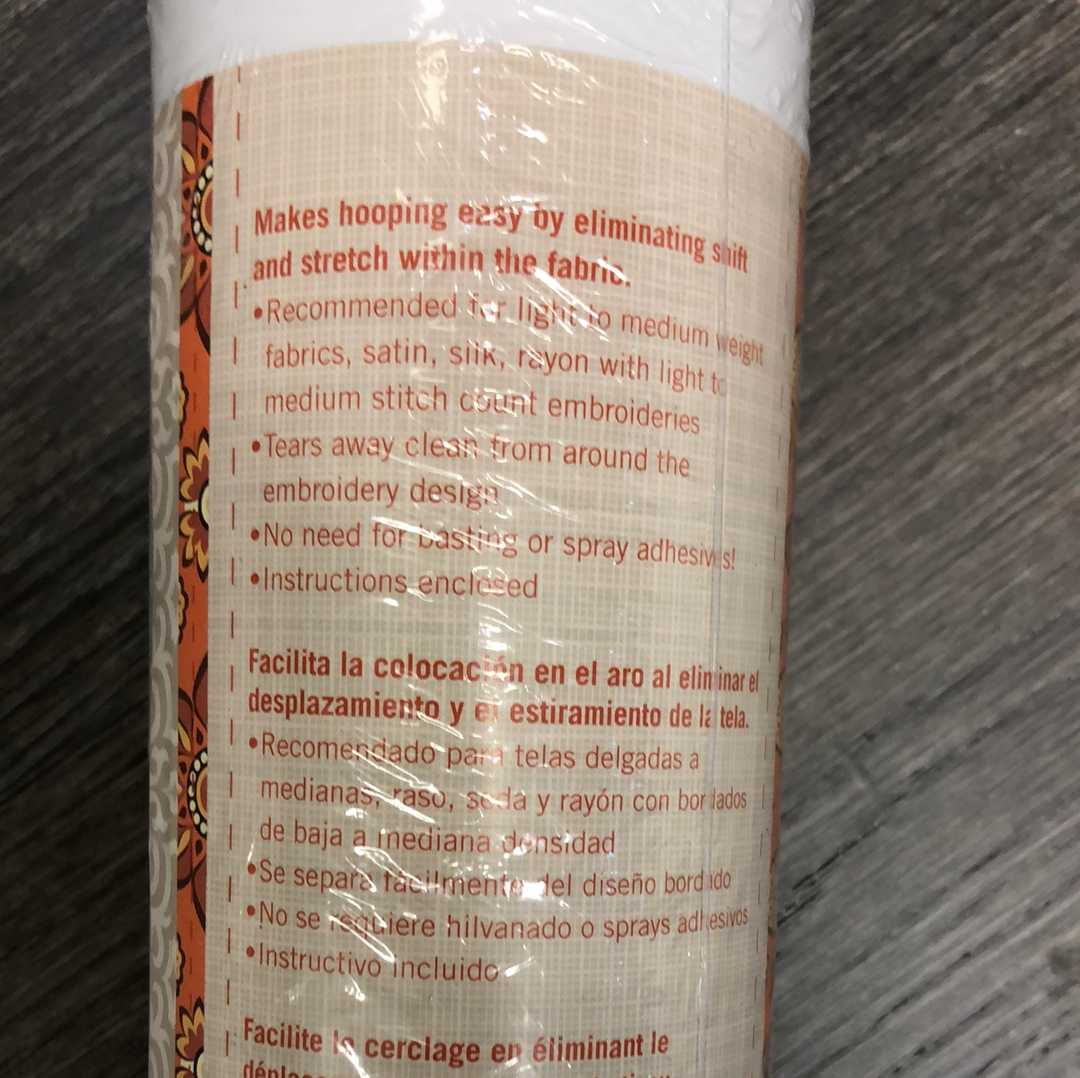 Makes hooping easy by eliminating shift
and stretch within the fabric.
•Recommended for light to medium weight
fabrics, satin, silk, rayon with light to
medium stitch count embroideries
•Tears away clean from around the
embroidery design
•No need for basting or spray adhesives!
•Instructions enclosed
Facilita la colocación en el aro al eliminar el
desplazamiento y el estiramiento de la tela.
•Recomendado para telas delgadas a
medianas, raso, seda y rayón con bordados
de baja a mediana densidad
•Se separa fácilmente del diseño bordado
•No se requiere hilvanado o sprays adhesivos
•Instructivo incluido
Facilite le cerclage en éliminant le